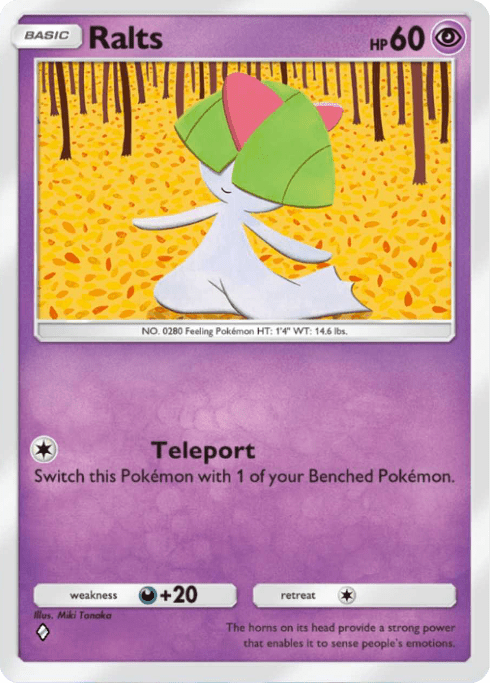 BASIC Ralts HP 60
NO. 0280 Feeling Pokémon HT: 1'4" WT: 14.6 lbs.
Teleport
Switch this Pokémon with 1 of your Benched Pokémon.
weakness +20 retreat
Illus. Miki Tanaka
The horns on its head provide a strong power
that enables it to sense people's emotions.